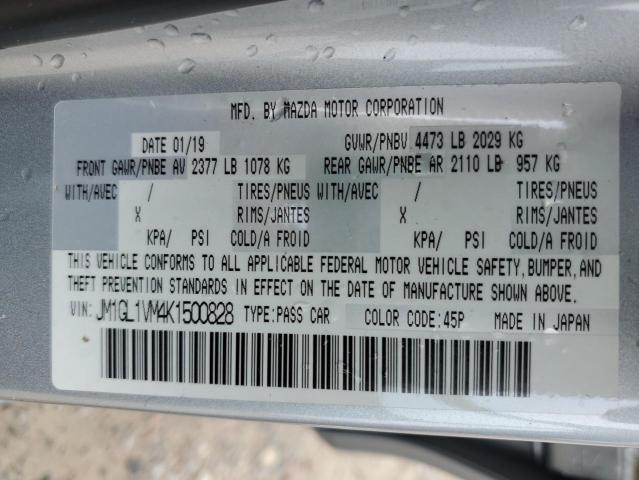 MFD. BY MAZDA MOTOR CORPORATION
DATE 01/19 GVWR/PNBV 4473 LB 2029 KG
FRONT GAWR/PNBE AV 2377 LB 1078 KG REAR GAWR/PNBE AR 2110 LB 957 KG
WITH/AVEC / TIRES/PNEUS WITH/AVEC / TIRES/PNEUS
X RIMS/JANTES X RIMS/JANTES
KPA/ PSI COLD/A FROID KPA/ PSI COLD/A FROID
THIS VEHICLE CONFORMS TO ALL APPLICABLE FEDERAL MOTOR VEHICLE SAFETY, BUMPER, AND
THEFT PREVENTION STANDARDS IN EFFECT ON THE DATE OF MANUFACTURE SHOWN ABOVE.
VIN: JM1GL1VM4K1500828 TYPE:PASS CAR COLOR CODE:45P MADE IN JAPAN